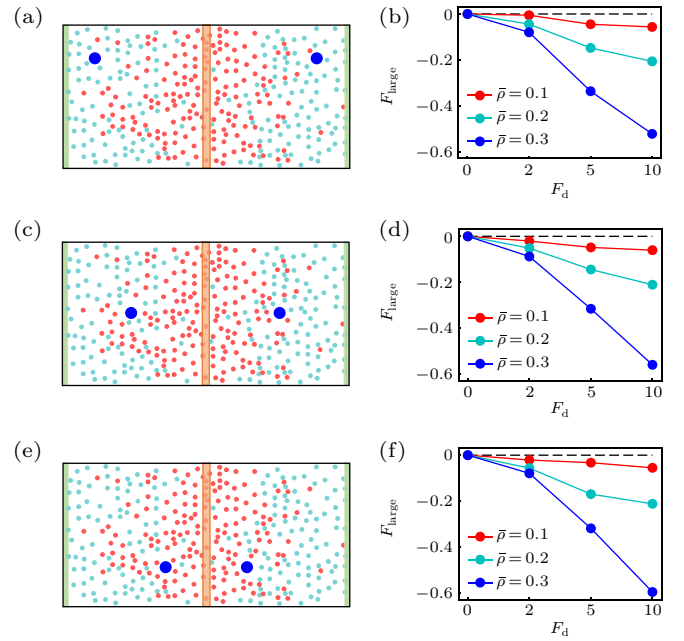 (a)
(b)
0
−0.2
−0.4
−0.6
F_large
ρ̄ = 0.1
ρ̄ = 0.2
ρ̄ = 0.3
0 2 5 10
F_d
(c)
(d)
0
−0.2
−0.4
−0.6
F_large
ρ̄ = 0.1
ρ̄ = 0.2
ρ̄ = 0.3
0 2 5 10
F_d
(e)
(f)
0
−0.2
−0.4
−0.6
F_large
ρ̄ = 0.1
ρ̄ = 0.2
ρ̄ = 0.3
0 2 5 10
F_d